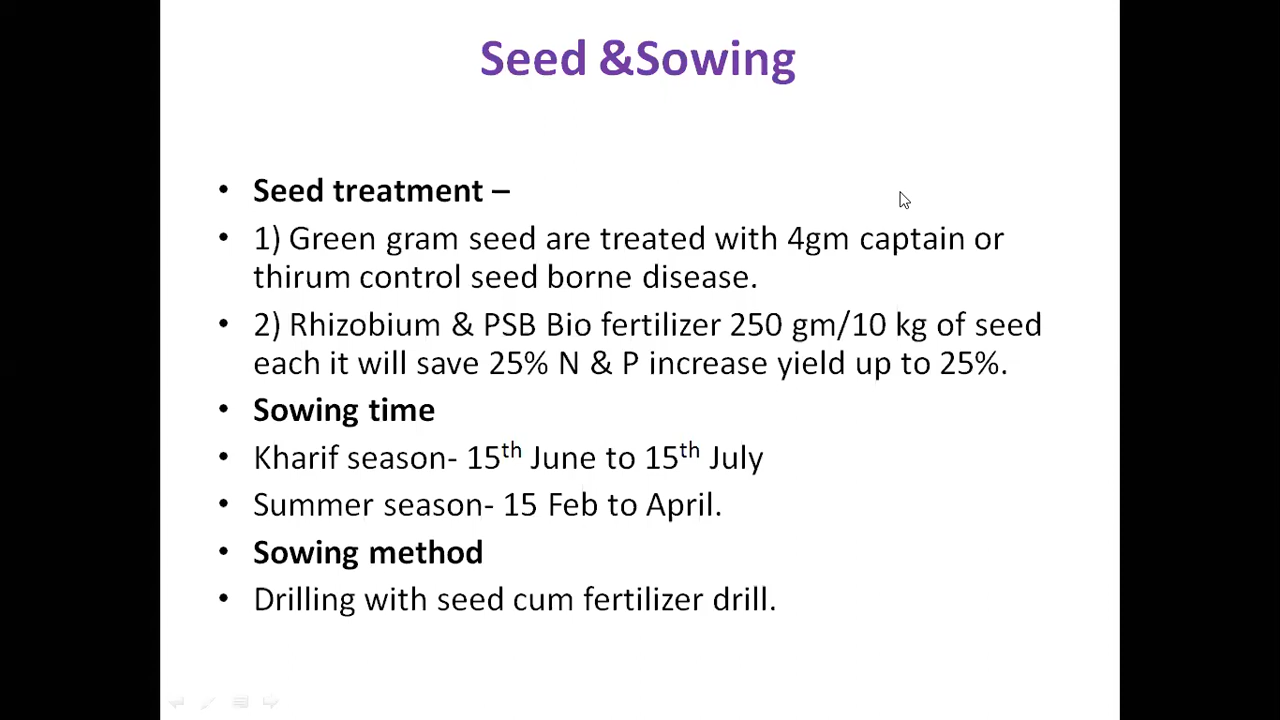 Seed &Sowing
• Seed treatment –
• 1) Green gram seed are treated with 4gm captain or
thirum control seed borne disease.
• 2) Rhizobium & PSB Bio fertilizer 250 gm/10 kg of seed
each it will save 25% N & P increase yield up to 25%.
• Sowing time
• Kharif season- 15th June to 15th July
• Summer season- 15 Feb to April.
• Sowing method
• Drilling with seed cum fertilizer drill.